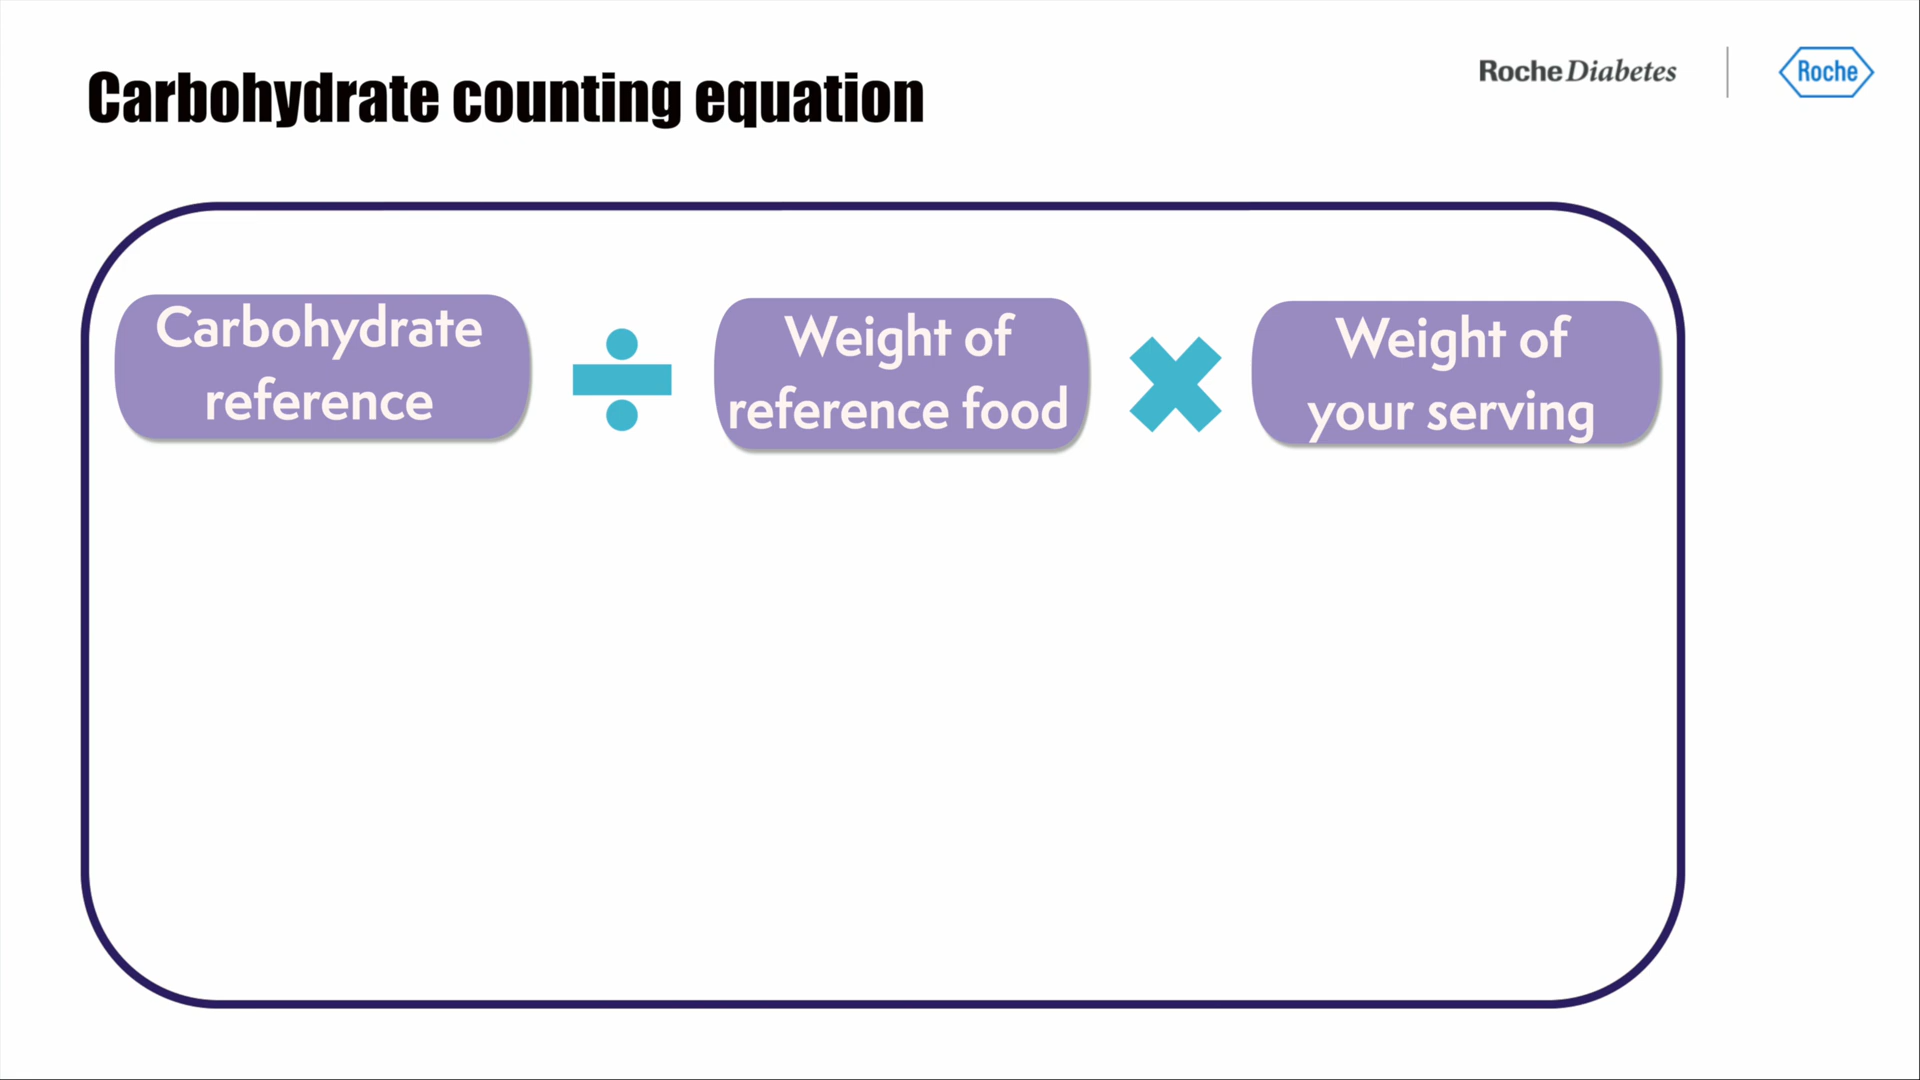 Carbohydrate counting equation
Roche Diabetes
Roche
Carbohydrate
reference
÷
Weight of
reference food
×
Weight of
your serving